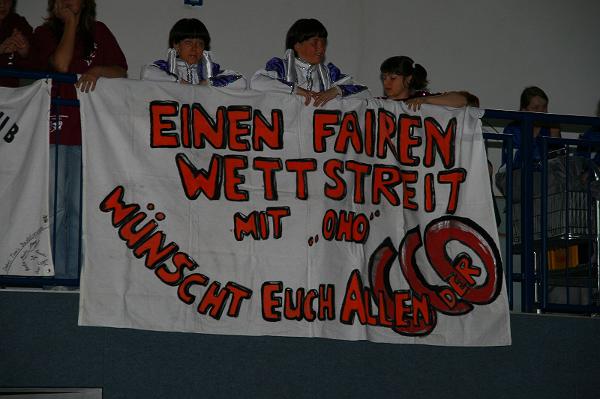 EINEN FAIREN
WETTSTREIT
MIT „OHO"
WÜNSCHT EUCH ALLEN DER